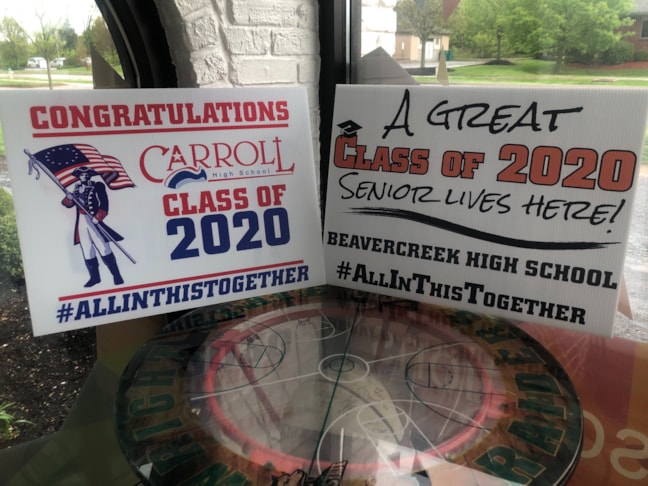 CONGRATULATIONS
CARROLL
High School
CLASS OF
2020
#ALLINTHISTOGETHER
A GREAT
CLASS OF 2020
SENIOR LIVES HERE!
BEAVERCREEK HIGH SCHOOL
#ALLINTHISTOGETHER